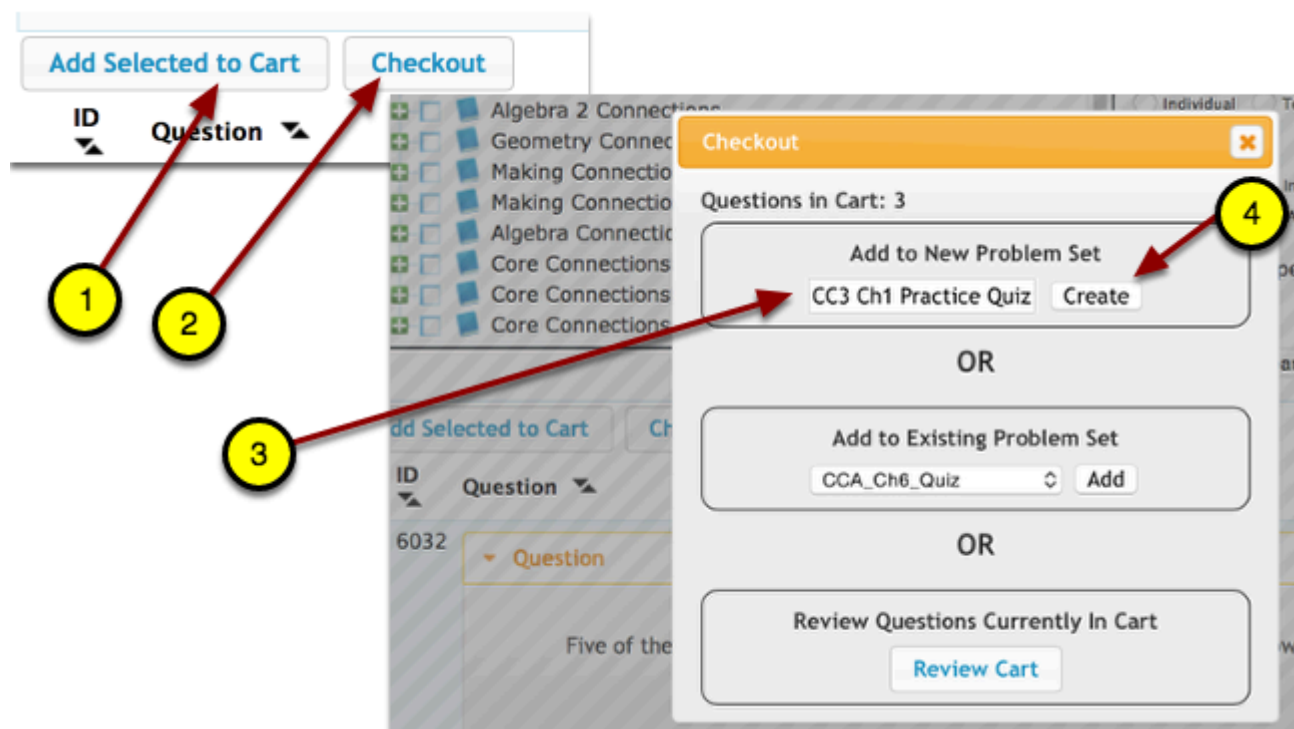 Add Selected to Cart
Checkout
ID
Question
1
2
3
4
Algebra 2 Connections
Geometry Connec
Making Connectio
Making Connectio
Algebra Connectio
Core Connections
Core Connections
Core Connections
Individual
Checkout
Questions in Cart: 3
Add to New Problem Set
CC3 Ch1 Practice Quiz
Create
OR
Add to Existing Problem Set
CCA_Ch6_Quiz
Add
OR
Review Questions Currently In Cart
Review Cart
dd Selected to Cart
Ch
ID
Question
6032
Question
Five of the